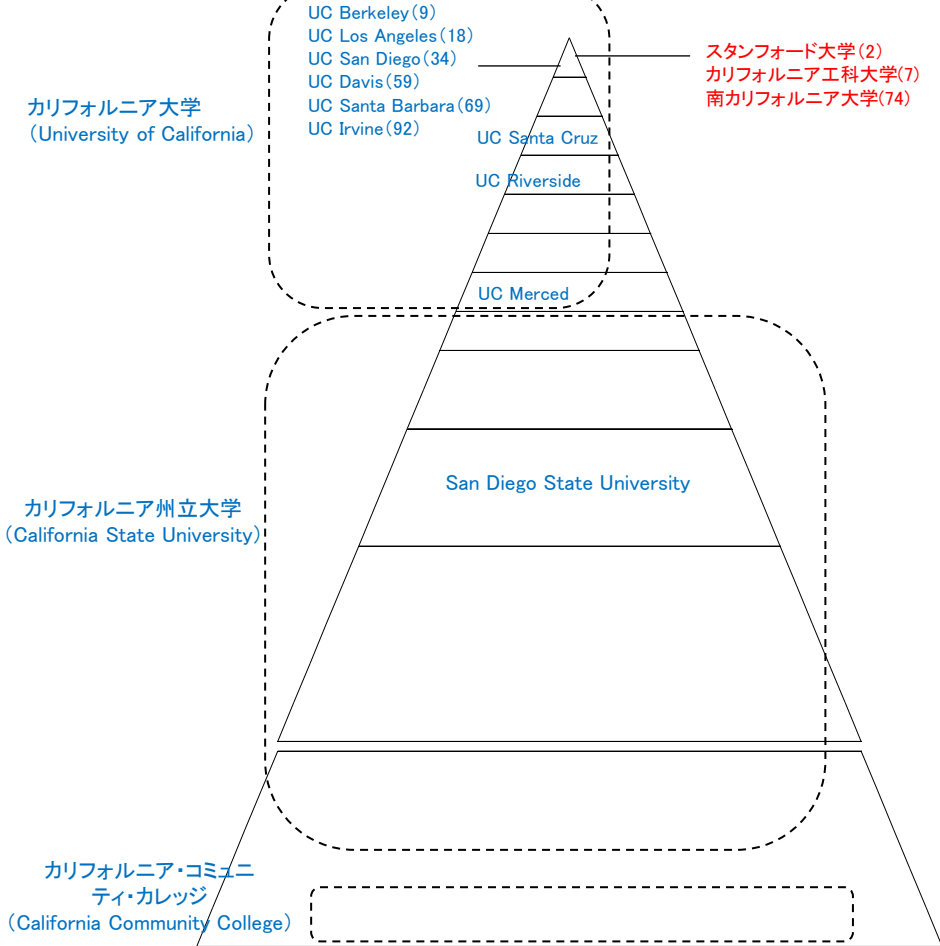 UC Berkeley(9)
UC Los Angeles(18)
UC San Diego(34)
UC Davis(59)
UC Santa Barbara(69)
UC Irvine(92)
スタンフォード大学(2)
カリフォルニア工科大学(7)
南カリフォルニア大学(74)
カリフォルニア大学
(University of California)
UC Santa Cruz
UC Riverside
UC Merced
San Diego State University
カリフォルニア州立大学
(California State University)
カリフォルニア・コミュニ
ティ・カレッジ
(California Community College)